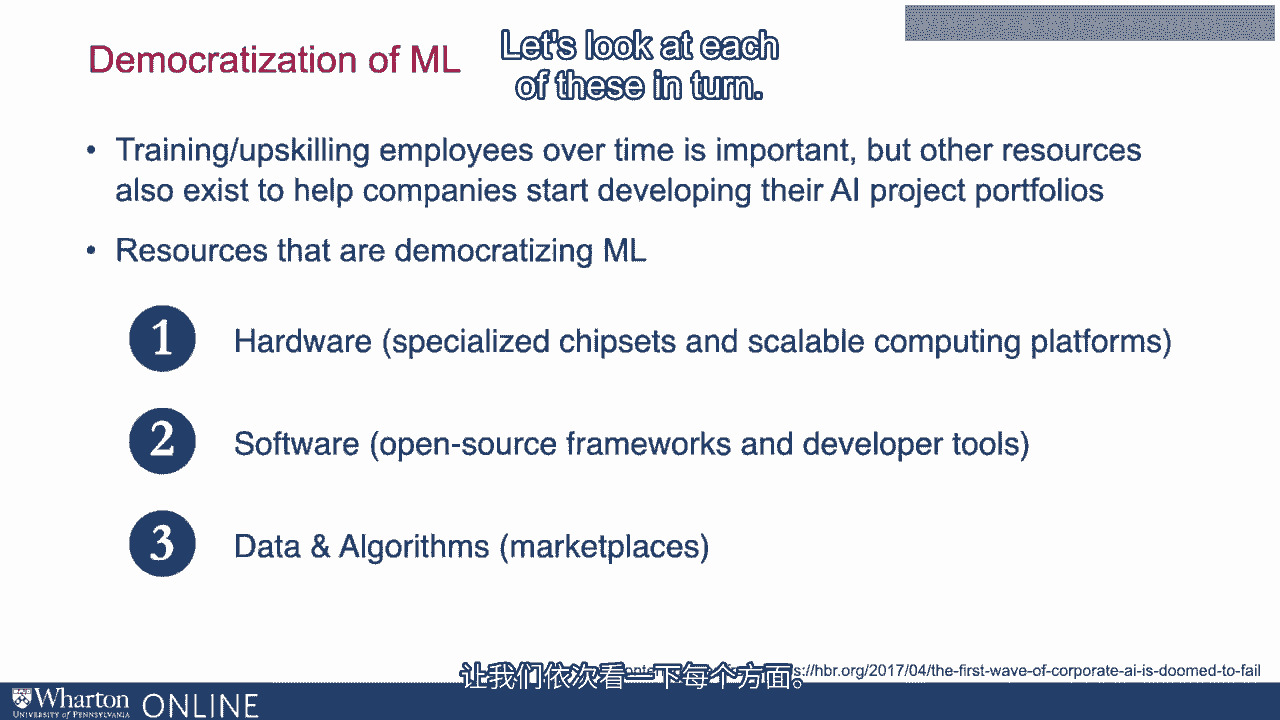 Democratization of ML
Let's look at each
of these in turn.
• Training/upskilling employees over time is important, but other resources
also exist to help companies start developing their AI project portfolios
• Resources that are democratizing ML
1 Hardware (specialized chipsets and scalable computing platforms)
2 Software (open-source frameworks and developer tools)
3 Data & Algorithms (marketplaces)
s://hbr.org/2017/04/the-first-wave-of-corporate-ai-is-doomed-to-fail
让我们依次看一下每个方面。
Wharton ONLINE
UNIVERSITY of PENNSYLVANIA